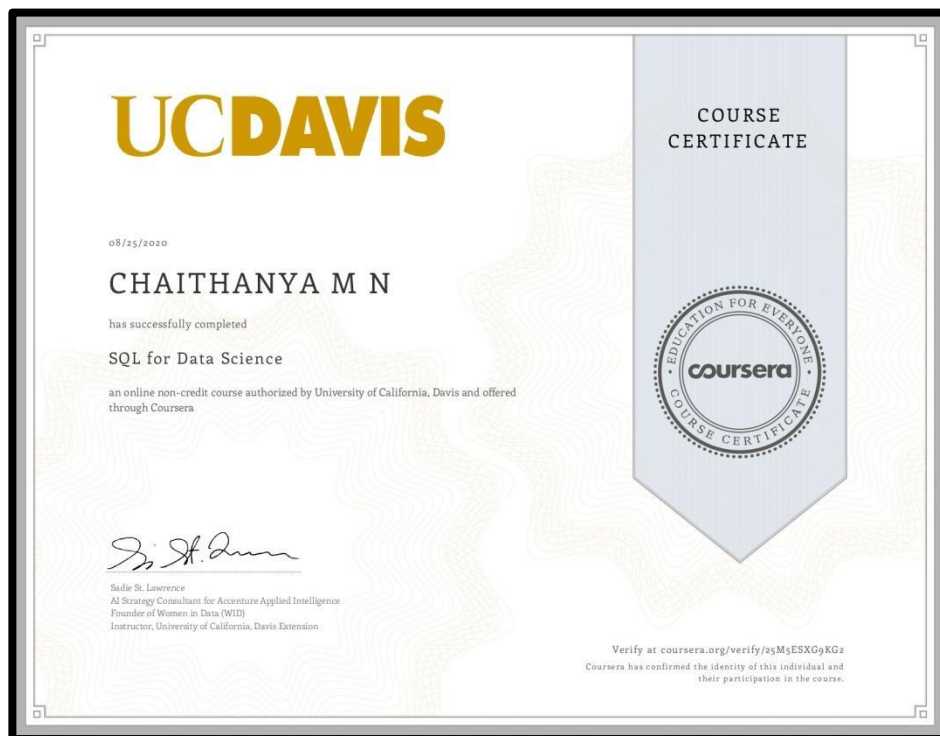 UCDAVIS
COURSE
CERTIFICATE
08/25/2020
CHAITHANYA M N
has successfully completed
SQL for Data Science
an online non-credit course authorized by University of California, Davis and offered
through Coursera
EDUCATION FOR EVERYONE
coursera
COURSE CERTIFICATE
Sadie St. Lawrence
AI Strategy Consultant for Accenture Applied Intelligence
Founder of Women in Data (WID)
Instructor, University of California, Davis Extension
Verify at coursera.org/verify/25M5ESXG9KG2
Coursera has confirmed the identity of this individual and
their participation in the course.